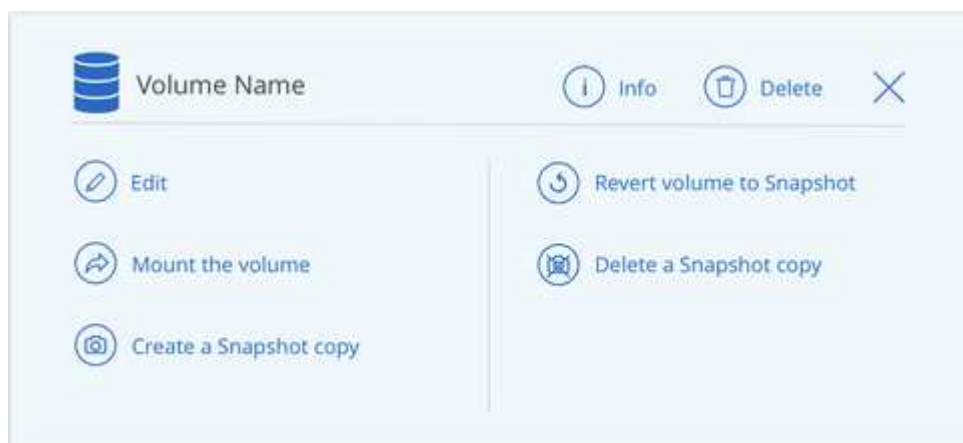 Volume Name
Info
Delete
Edit
Mount the volume
Create a Snapshot copy
Revert volume to Snapshot
Delete a Snapshot copy